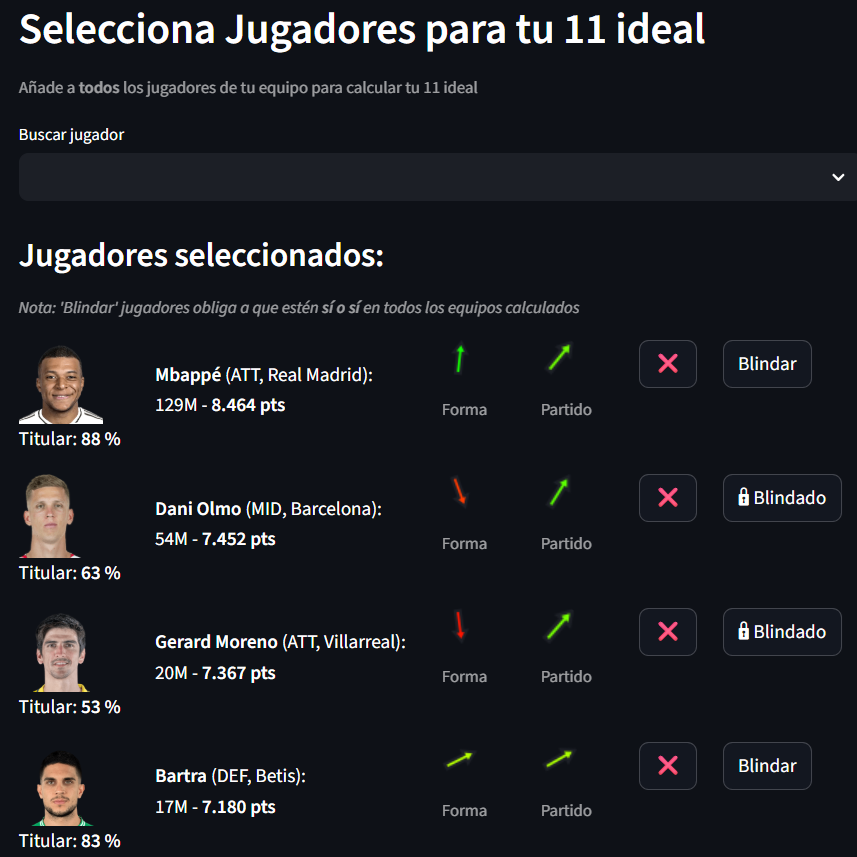 Selecciona Jugadores para tu 11 ideal
Añade a todos los jugadores de tu equipo para calcular tu 11 ideal
Buscar jugador
Jugadores seleccionados:
Nota: 'Blindar' jugadores obliga a que estén sí o sí en todos los equipos calculados
Mbappé (ATT, Real Madrid):
129M - 8.464 pts
Forma
Partido
Blindar
Titular: 88 %
Dani Olmo (MID, Barcelona):
54M - 7.452 pts
Forma
Partido
Blindado
Titular: 63 %
Gerard Moreno (ATT, Villarreal):
20M - 7.367 pts
Forma
Partido
Blindado
Titular: 53 %
Bartra (DEF, Betis):
17M - 7.180 pts
Forma
Partido
Blindar
Titular: 83 %